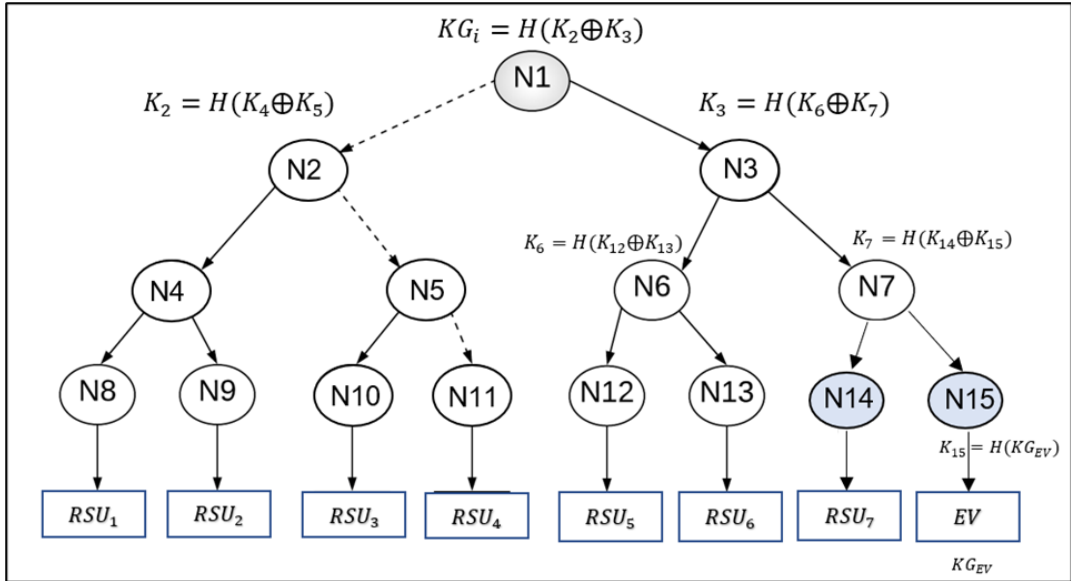 KG_i = H(K_2⊕K_3)
N1
K_2 = H(K_4⊕K_5)
K_3 = H(K_6⊕K_7)
N2
N3
K_6 = H(K_12⊕K_13)
K_7 = H(K_14⊕K_15)
N4
N5
N6
N7
N8
N9
N10
N11
N12
N13
N14
N15
K_15 = H(KG_EV)
RSU_1
RSU_2
RSU_3
RSU_4
RSU_5
RSU_6
RSU_7
EV
KG_EV